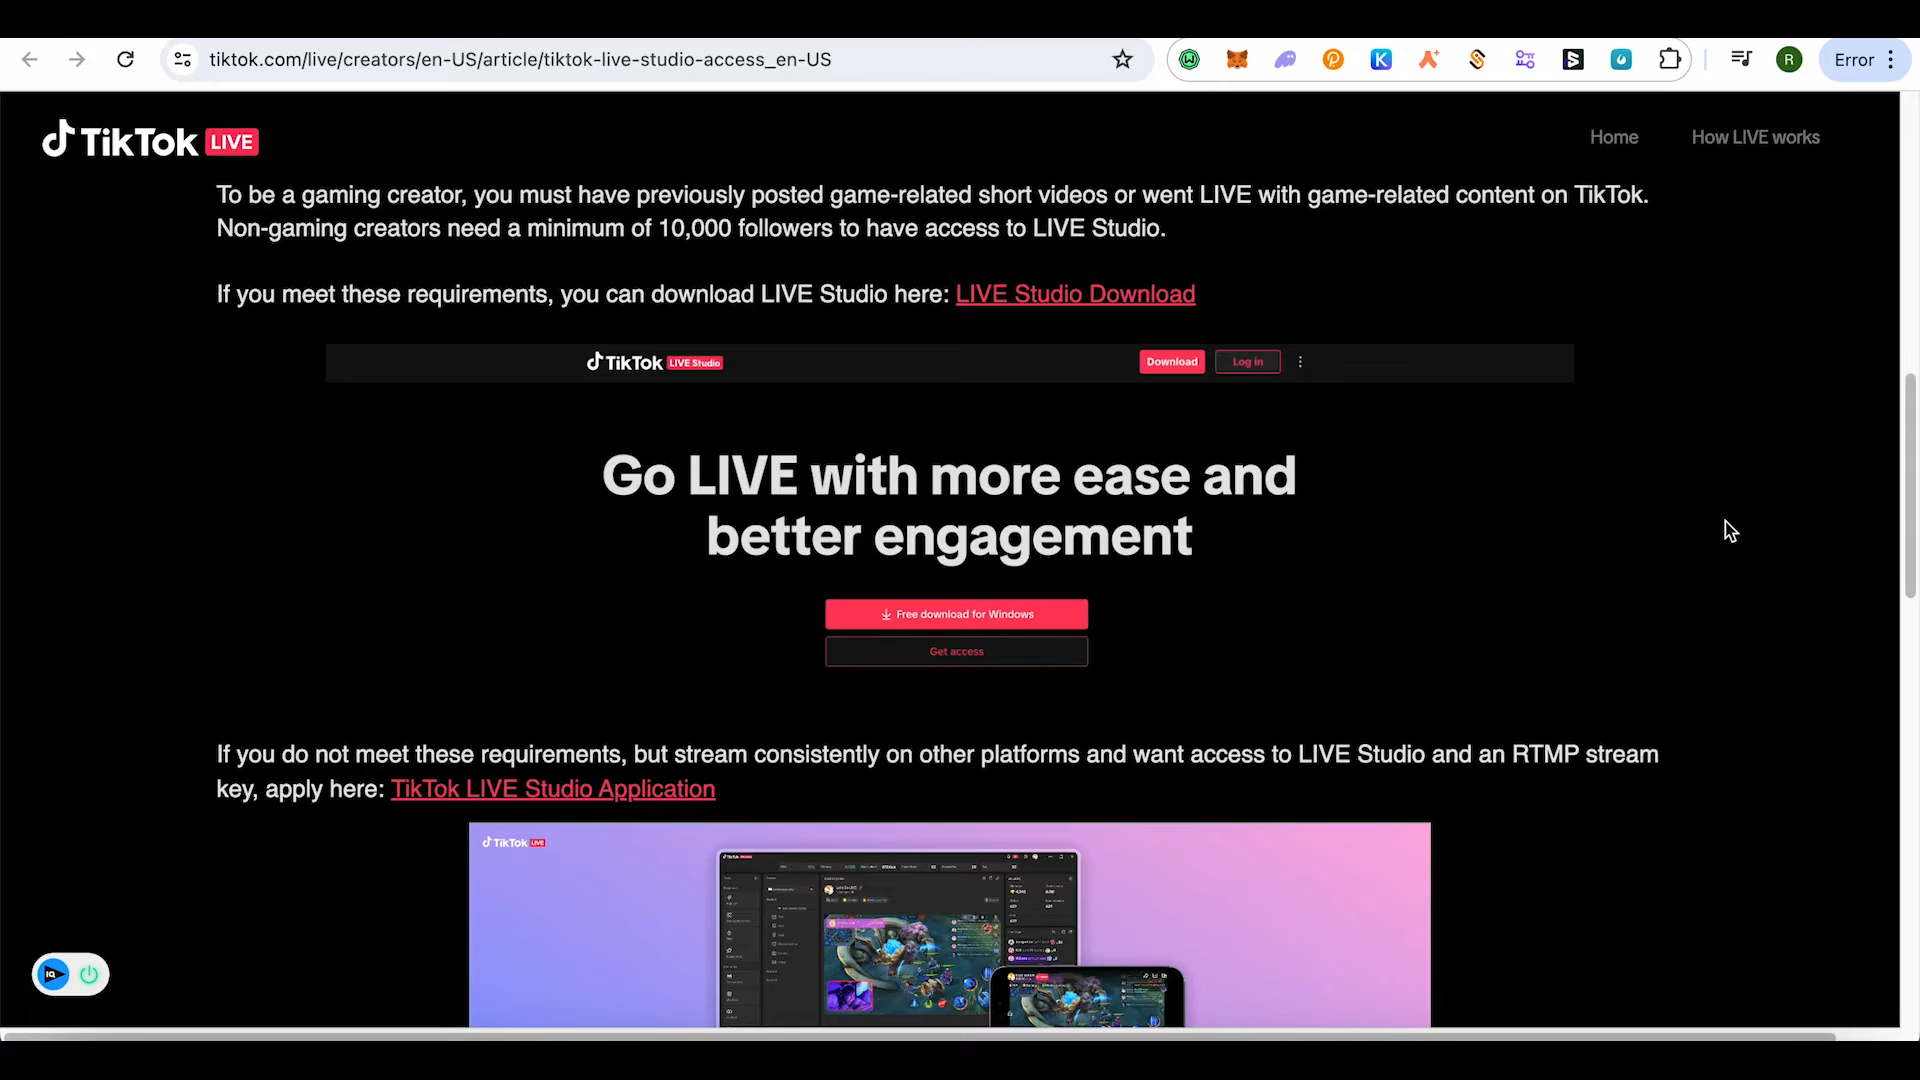 tiktok.com/live/creators/en-US/article/tiktok-live-studio-access_en-US
R
Error
TikTok LIVE
Home
How LIVE works
To be a gaming creator, you must have previously posted game-related short videos or went LIVE with game-related content on TikTok.
Non-gaming creators need a minimum of 10,000 followers to have access to LIVE Studio.
If you meet these requirements, you can download LIVE Studio here: LIVE Studio Download
TikTok LIVE Studio
Download
Log in
Go LIVE with more ease and
better engagement
Free download for Windows
Get access
If you do not meet these requirements, but stream consistently on other platforms and want access to LIVE Studio and an RTMP stream
key, apply here: TikTok LIVE Studio Application
TikTok LIVE
IQ